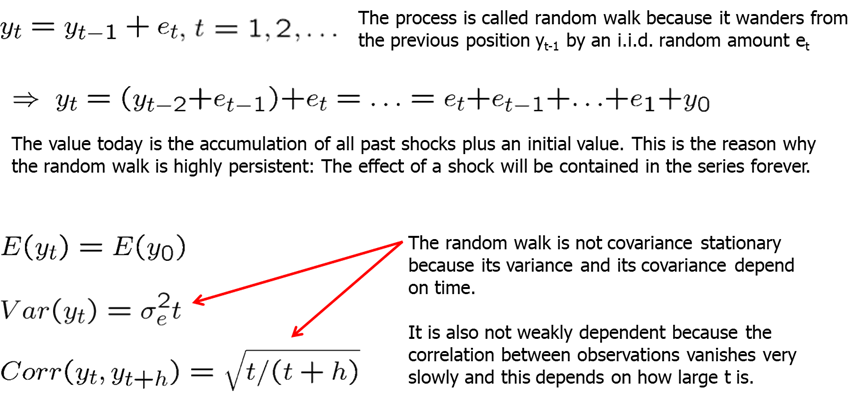 y_t = y_{t−1} + e_t, t = 1, 2, . . .
The process is called random walk because it wanders from
the previous position y_{t-1} by an i.i.d. random amount e_t
⇒ y_t = (y_{t−2}+e_{t−1})+e_t = . . . = e_t+e_{t−1}+. . .+e_1+y_0
The value today is the accumulation of all past shocks plus an initial value. This is the reason why
the random walk is highly persistent: The effect of a shock will be contained in the series forever.
E(y_t) = E(y_0)
Var(y_t) = σ_e^2 t
Corr(y_t, y_{t+h}) = √(t/(t + h))
The random walk is not covariance stationary
because its variance and its covariance depend
on time.
It is also not weakly dependent because the
correlation between observations vanishes very
slowly and this depends on how large t is.